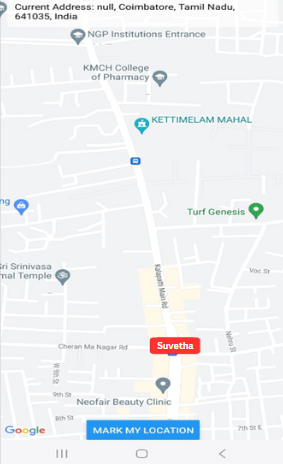 Current Address: null, Coimbatore, Tamil Nadu,
641035, India
NGP Institutions Entrance
KMCH College
of Pharmacy
KETTIMELAM MAHAL
ng
Turf Genesis
Sri Srinivasa
mal Temple
Voc St
Kalapatti Main Rd
Suvetha
Nehru St
Cheran Ma Nagar Rd
W 8th St
9th St
Neofair Beauty Clinic
8th St
7th St E
Google
MARK MY LOCATION